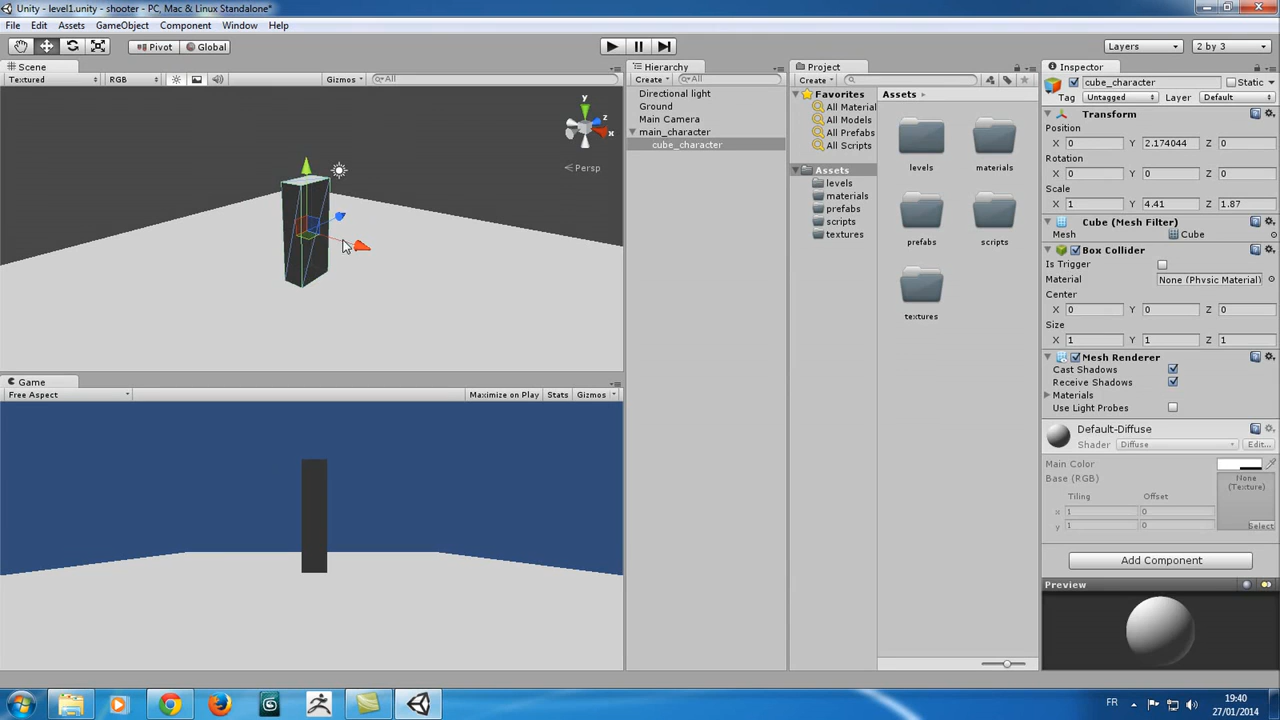 Unity - level1.unity - shooter - PC, Mac & Linux Standalone*
File Edit Assets GameObject Component Window Help
Pivot Global Layers 2 by 3
Scene
Textured RGB Gizmos All
y
z
x
Persp
Game
Free Aspect Maximize on Play Stats Gizmos
Hierarchy
Create All
Directional light
Ground
Main Camera
main_character
cube_character
Project
Create
Favorites
All Material
All Models
All Prefabs
All Scripts
Assets
levels
materials
prefabs
scripts
textures
Assets
levels materials
prefabs scripts
textures
Inspector
cube_character Static
Tag Untagged Layer Default
Transform
Position
X 0 Y 2.174044 Z 0
Rotation
X 0 Y 0 Z 0
Scale
X 1 Y 4.41 Z 1.87
Cube (Mesh Filter)
Mesh Cube
Box Collider
Is Trigger
Material None (Physic Material)
Center
X 0 Y 0 Z 0
Size
X 1 Y 1 Z 1
Mesh Renderer
Cast Shadows
Receive Shadows
Materials
Use Light Probes
Default-Diffuse
Shader Diffuse Edit...
Main Color
Base (RGB) None
(Texture)
Tiling Offset
x 1 0
y 1 0 Select
Add Component
Preview
FR 19:40
27/01/2014